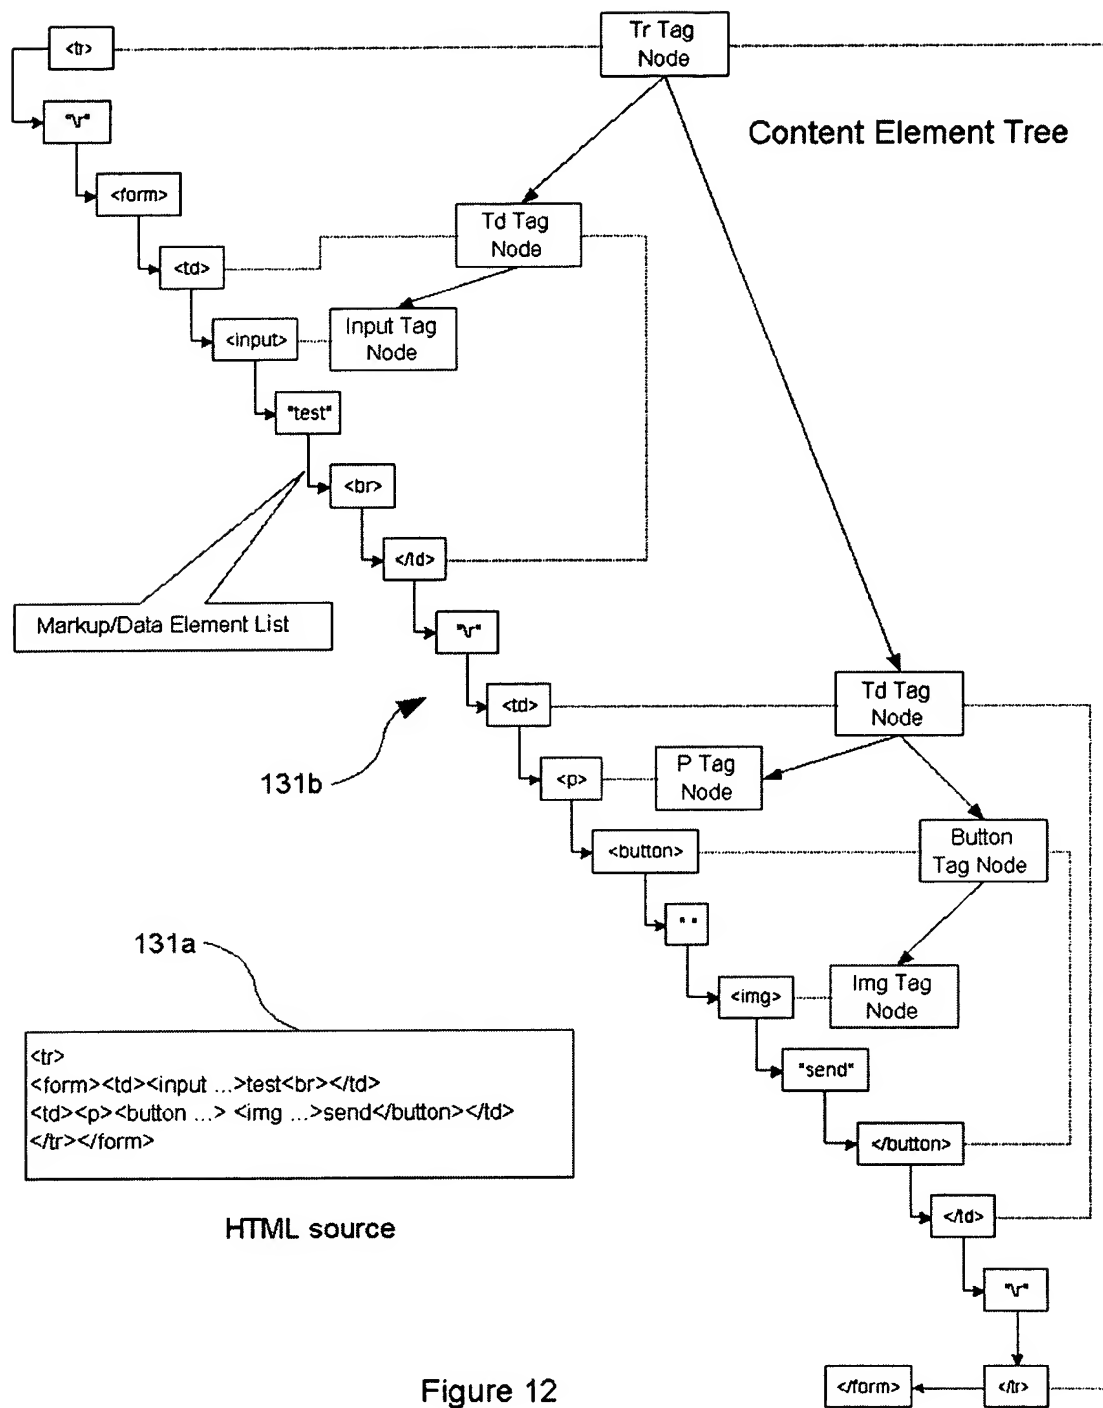 <tr>
Tr Tag
Node
"\r"
Content Element Tree
<form>
Td Tag
Node
<td>
Input Tag
Node
<input>
"test"
<br>
</td>
Markup/Data Element List
"\r"
Td Tag
Node
<td>
131b
P Tag
Node
<p>
Button
Tag Node
<button>
" "
131a
Img Tag
Node
<img>
<tr>
<form><td><input ...>test<br></td>
<td><p><button ...> <img ...>send</button></td>
</tr></form>
"send"
</button>
</td>
HTML source
"\r"
</form>
</tr>
Figure 12